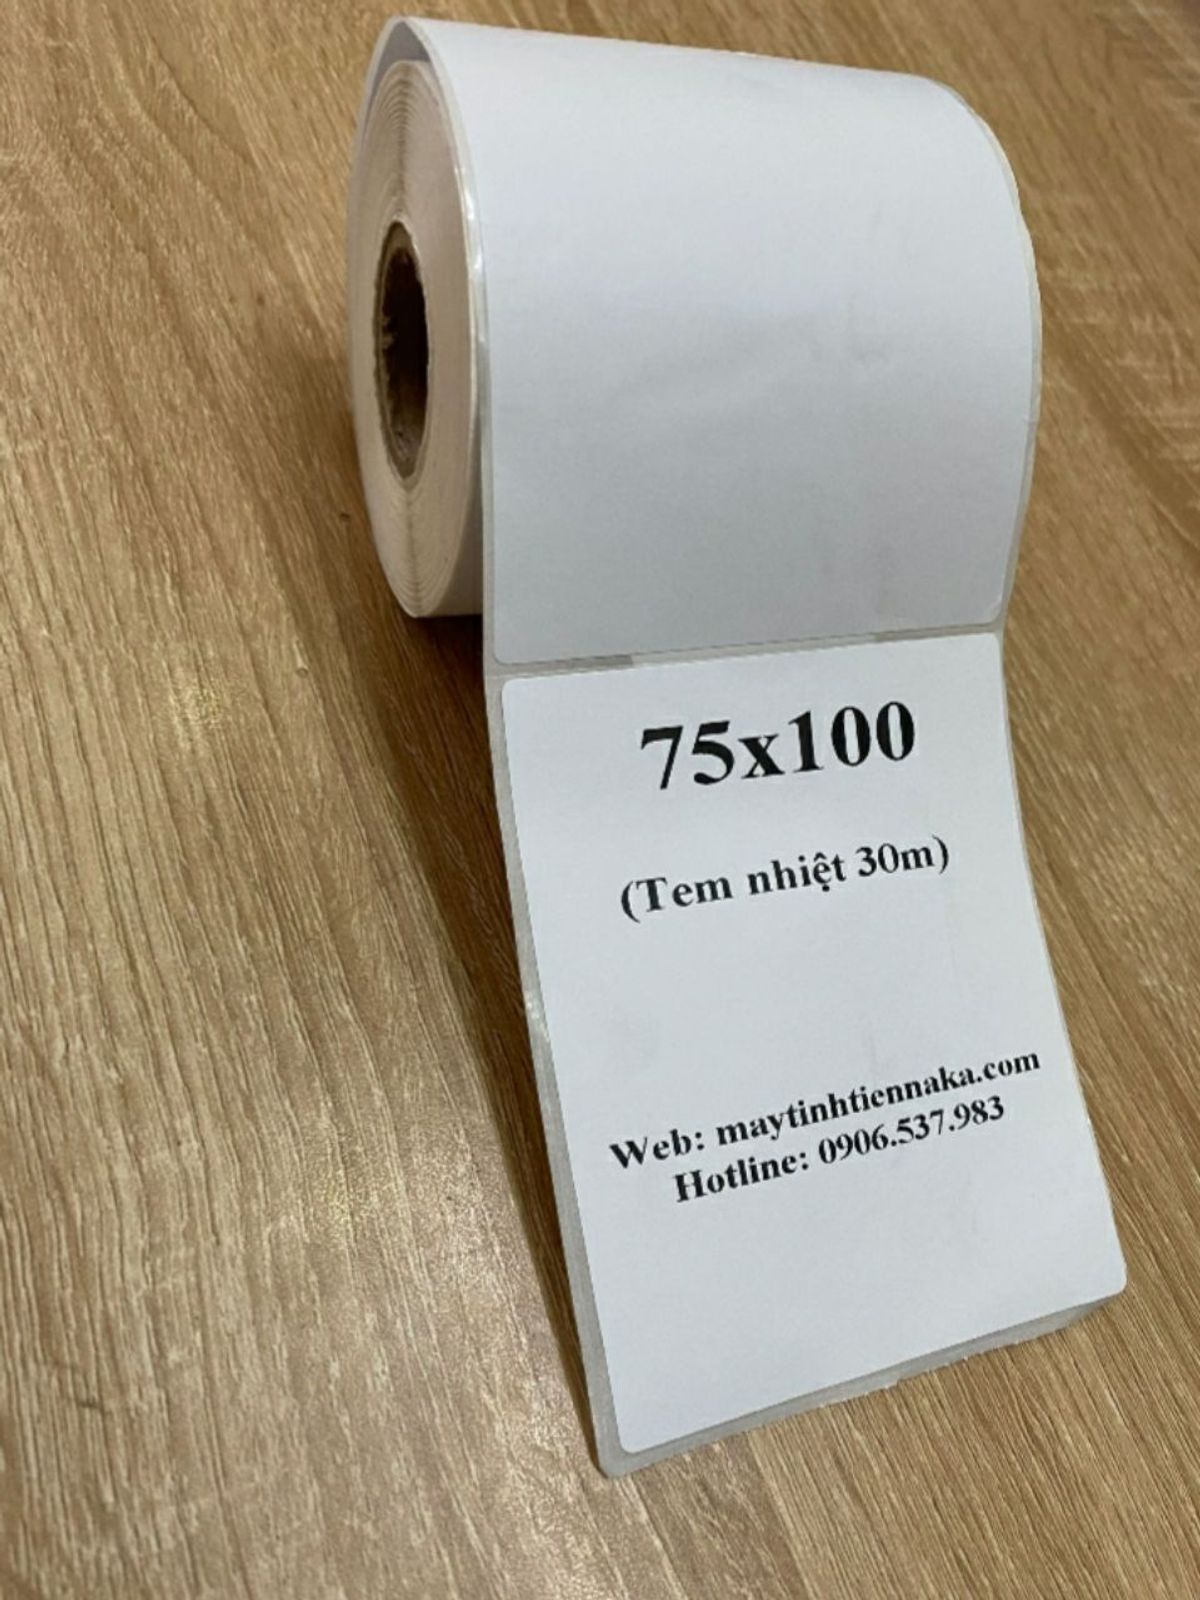 75x100
(Tem nhiệt 30m)
Web: maytinhtiennaka.com
Hotline: 0906.537.983